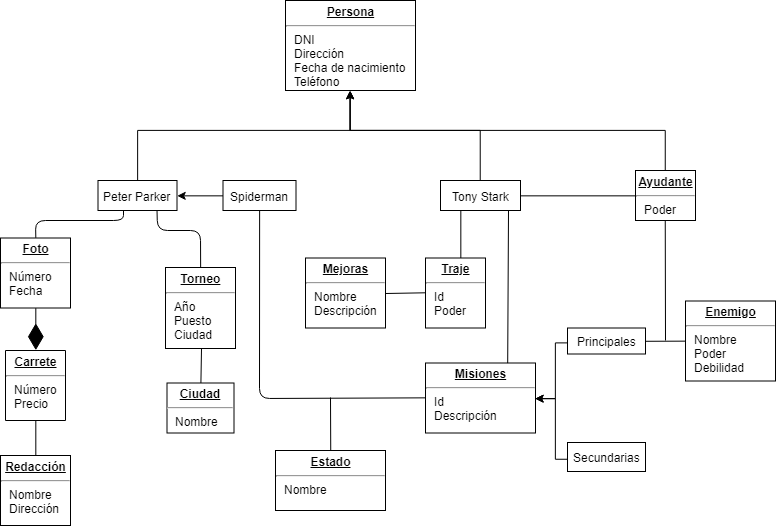 Persona
DNI
Dirección
Fecha de nacimiento
Teléfono
Peter Parker
Spiderman
Tony Stark
Ayudante
Poder
Foto
Número
Fecha
Torneo
Año
Puesto
Ciudad
Mejoras
Nombre
Descripción
Traje
Id
Poder
Enemigo
Nombre
Poder
Debilidad
Principales
Carrete
Número
Precio
Ciudad
Nombre
Misiones
Id
Descripción
Secundarias
Redacción
Nombre
Dirección
Estado
Nombre